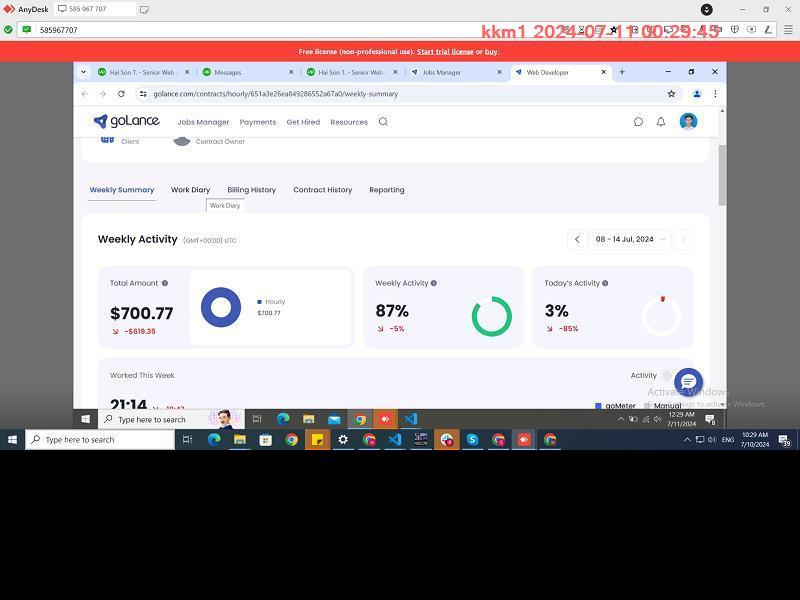 AnyDesk
585 967 707
585967707
kkm1 2024-07-11 00:29:45
Free license (non-professional use). Start trial license or buy.
Hai Son T. - Senior Web
Messages
Hai Son T. - Senior Web
Jobs Manager
Web Developer
golance.com/contracts/hourly/651a3e26ea849286552a67a0/weekly-summary
goLance
Jobs Manager
Payments
Get Hired
Resources
Client
Contract Owner
Weekly Summary
Work Diary
Billing History
Contract History
Reporting
Work Diary
Weekly Activity (GMT+00:00) UTC
08 - 14 Jul, 2024
Total Amount
$700.77
-$619.35
Hourly
$700.77
Weekly Activity
87%
-5%
Today's Activity
3%
-85%
Worked This Week
Activity
21:14
goMeter
Manual
Activate Windows
to activate Windows.
Type here to search
12:29 AM
7/11/2024
Type here to search
ENG
10:29 AM
7/10/2024